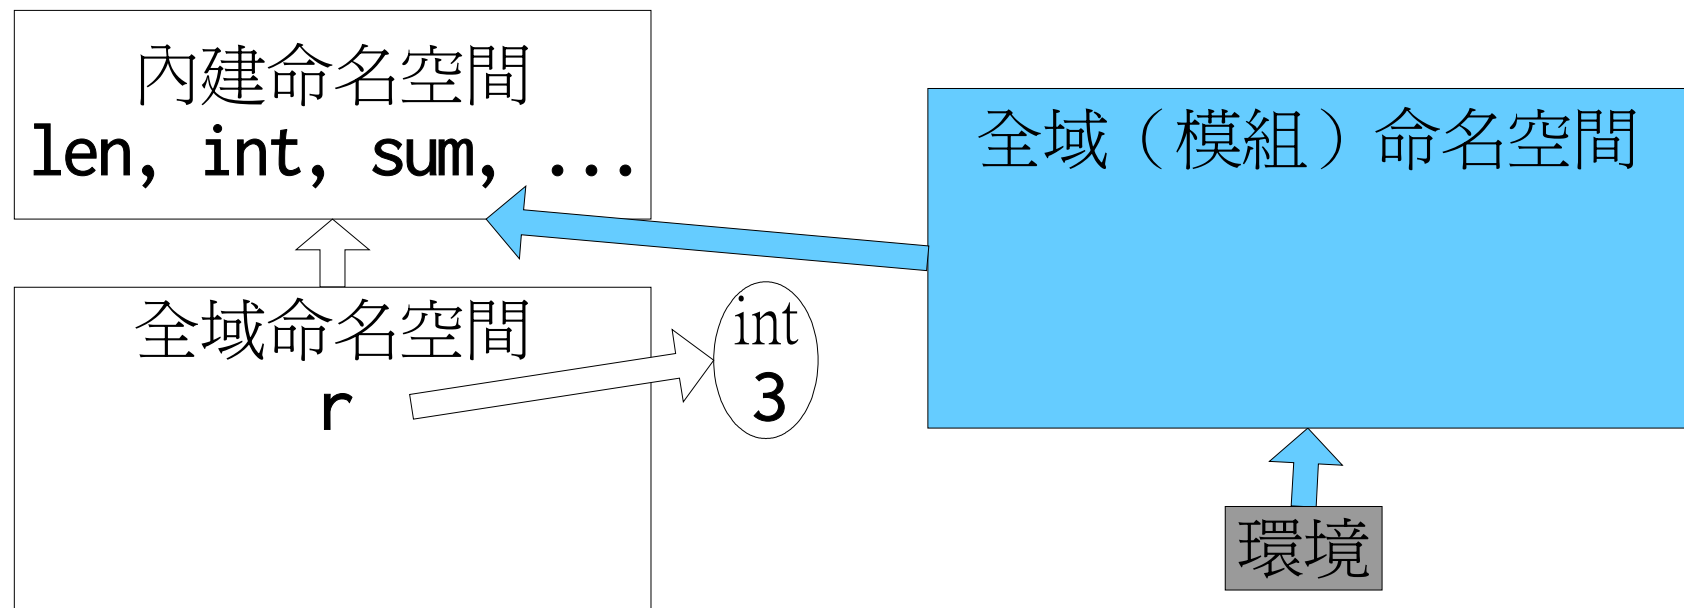 內建命名空間
len, int, sum, ...
全域（模組）命名空間
全域命名空間
r
int
3
環境